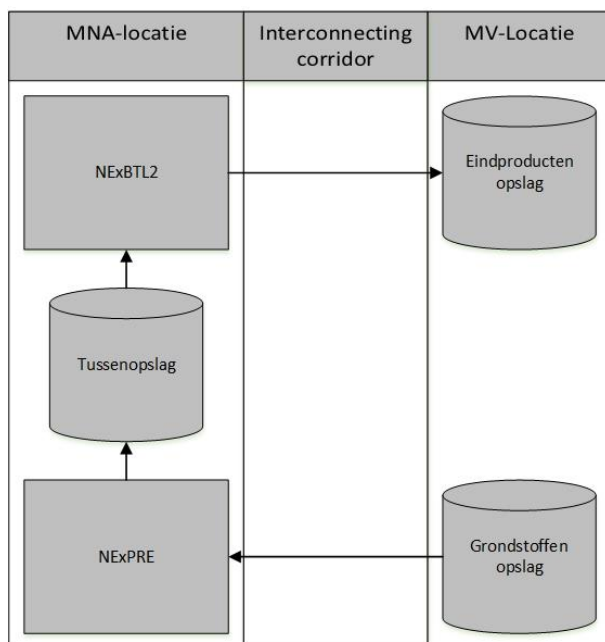 MNA-locatie
Interconnecting
corridor
MV-Locatie
NExBTL2
Eindproducten
opslag
Tussenopslag
NExPRE
Grondstoffen
opslag